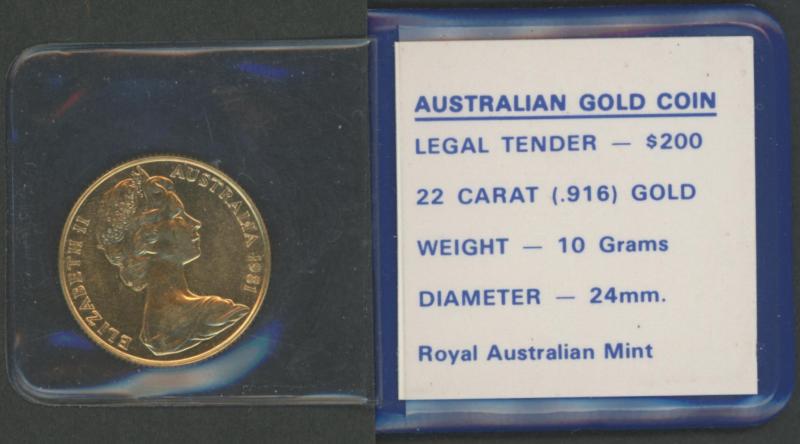 ELIZABETH II AUSTRALIA 1981
AUSTRALIAN GOLD COIN
LEGAL TENDER — $200
22 CARAT (.916) GOLD
WEIGHT — 10 Grams
DIAMETER — 24mm.
Royal Australian Mint